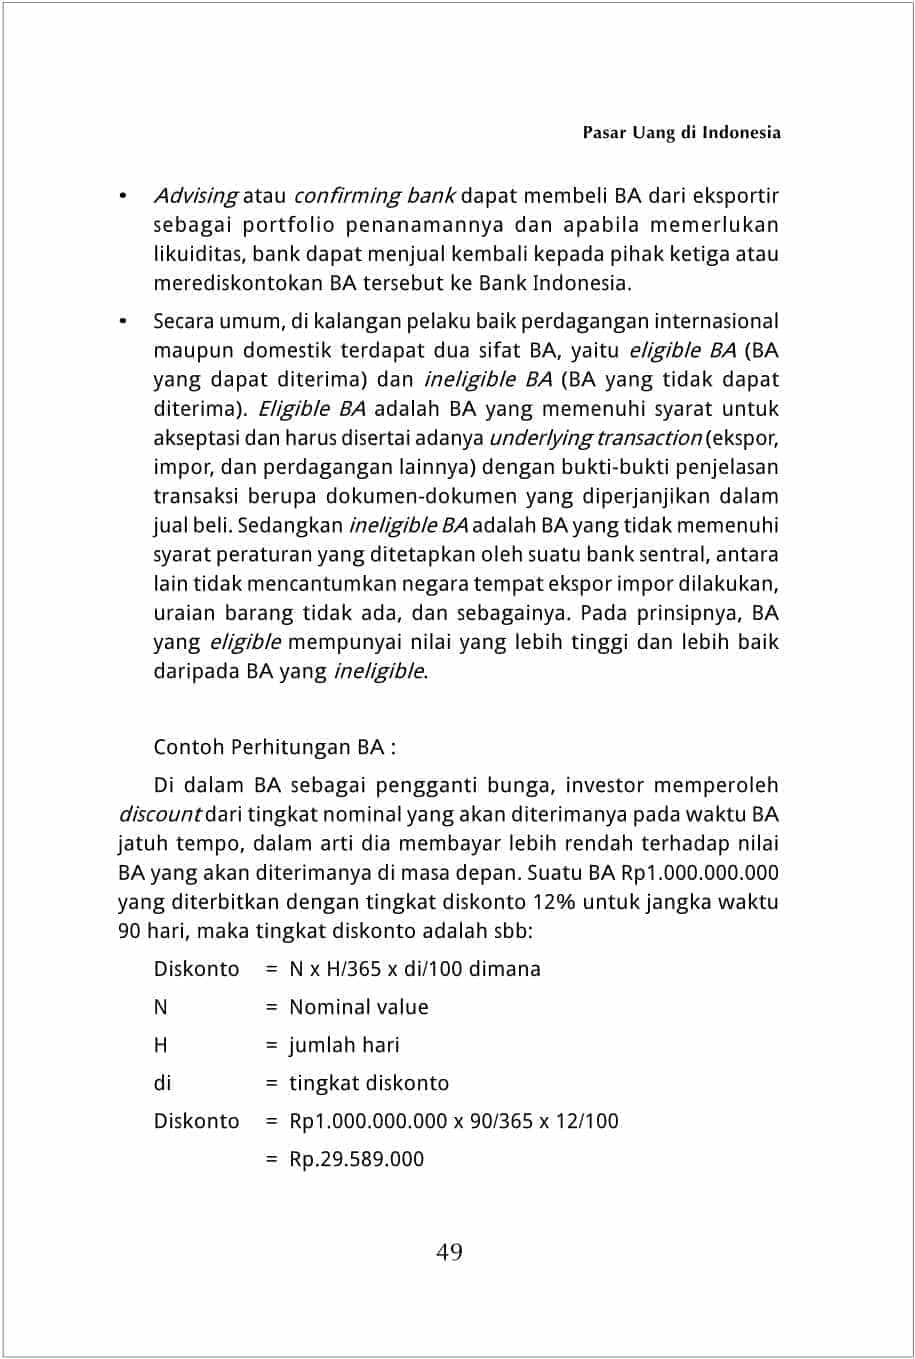 Pasar Uang di Indonesia
• Advising atau confirming bank dapat membeli BA dari eksportir
sebagai portfolio penanamannya dan apabila memerlukan
likuiditas, bank dapat menjual kembali kepada pihak ketiga atau
merediskontokan BA tersebut ke Bank Indonesia.
• Secara umum, di kalangan pelaku baik perdagangan internasional
maupun domestik terdapat dua sifat BA, yaitu eligible BA (BA
yang dapat diterima) dan ineligible BA (BA yang tidak dapat
diterima). Eligible BA adalah BA yang memenuhi syarat untuk
akseptasi dan harus disertai adanya underlying transaction (ekspor,
impor, dan perdagangan lainnya) dengan bukti-bukti penjelasan
transaksi berupa dokumen-dokumen yang diperjanjikan dalam
jual beli. Sedangkan ineligible BA adalah BA yang tidak memenuhi
syarat peraturan yang ditetapkan oleh suatu bank sentral, antara
lain tidak mencantumkan negara tempat ekspor impor dilakukan,
uraian barang tidak ada, dan sebagainya. Pada prinsipnya, BA
yang eligible mempunyai nilai yang lebih tinggi dan lebih baik
daripada BA yang ineligible.
Contoh Perhitungan BA :
Di dalam BA sebagai pengganti bunga, investor memperoleh
discount dari tingkat nominal yang akan diterimanya pada waktu BA
jatuh tempo, dalam arti dia membayar lebih rendah terhadap nilai
BA yang akan diterimanya di masa depan. Suatu BA Rp1.000.000.000
yang diterbitkan dengan tingkat diskonto 12% untuk jangka waktu
90 hari, maka tingkat diskonto adalah sbb:
Diskonto = N x H/365 x di/100 dimana
N = Nominal value
H = jumlah hari
di = tingkat diskonto
Diskonto = Rp1.000.000.000 x 90/365 x 12/100
= Rp.29.589.000
49